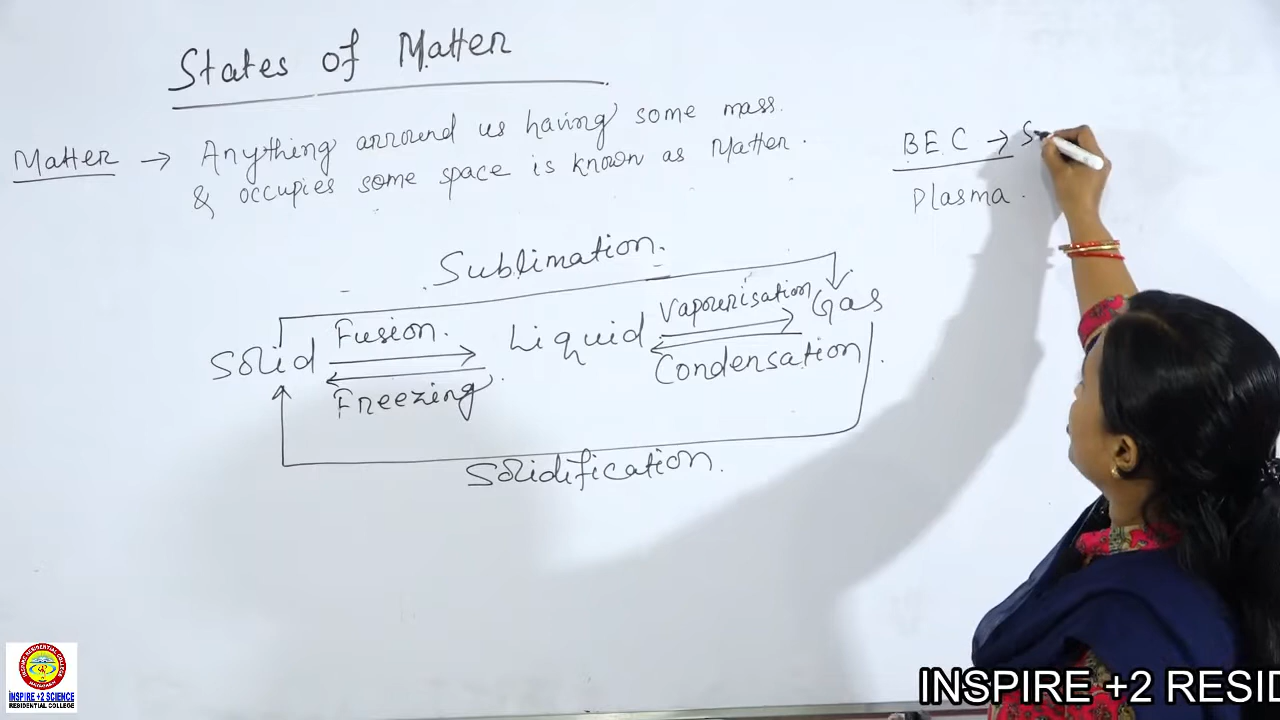 States of Matter
Matter → Anything arround us having some mass.
& occupies some space is known as Matter.
BEC → S
Plasma.
Sublimation.
Solid
Fusion.
Freezing
Liquid
Vapourisation
Condensation
Gas
Solidification.
INSPIRE +2 SCIENCE
RESIDENTIAL COLLEGE
INSPIRE +2 RESID